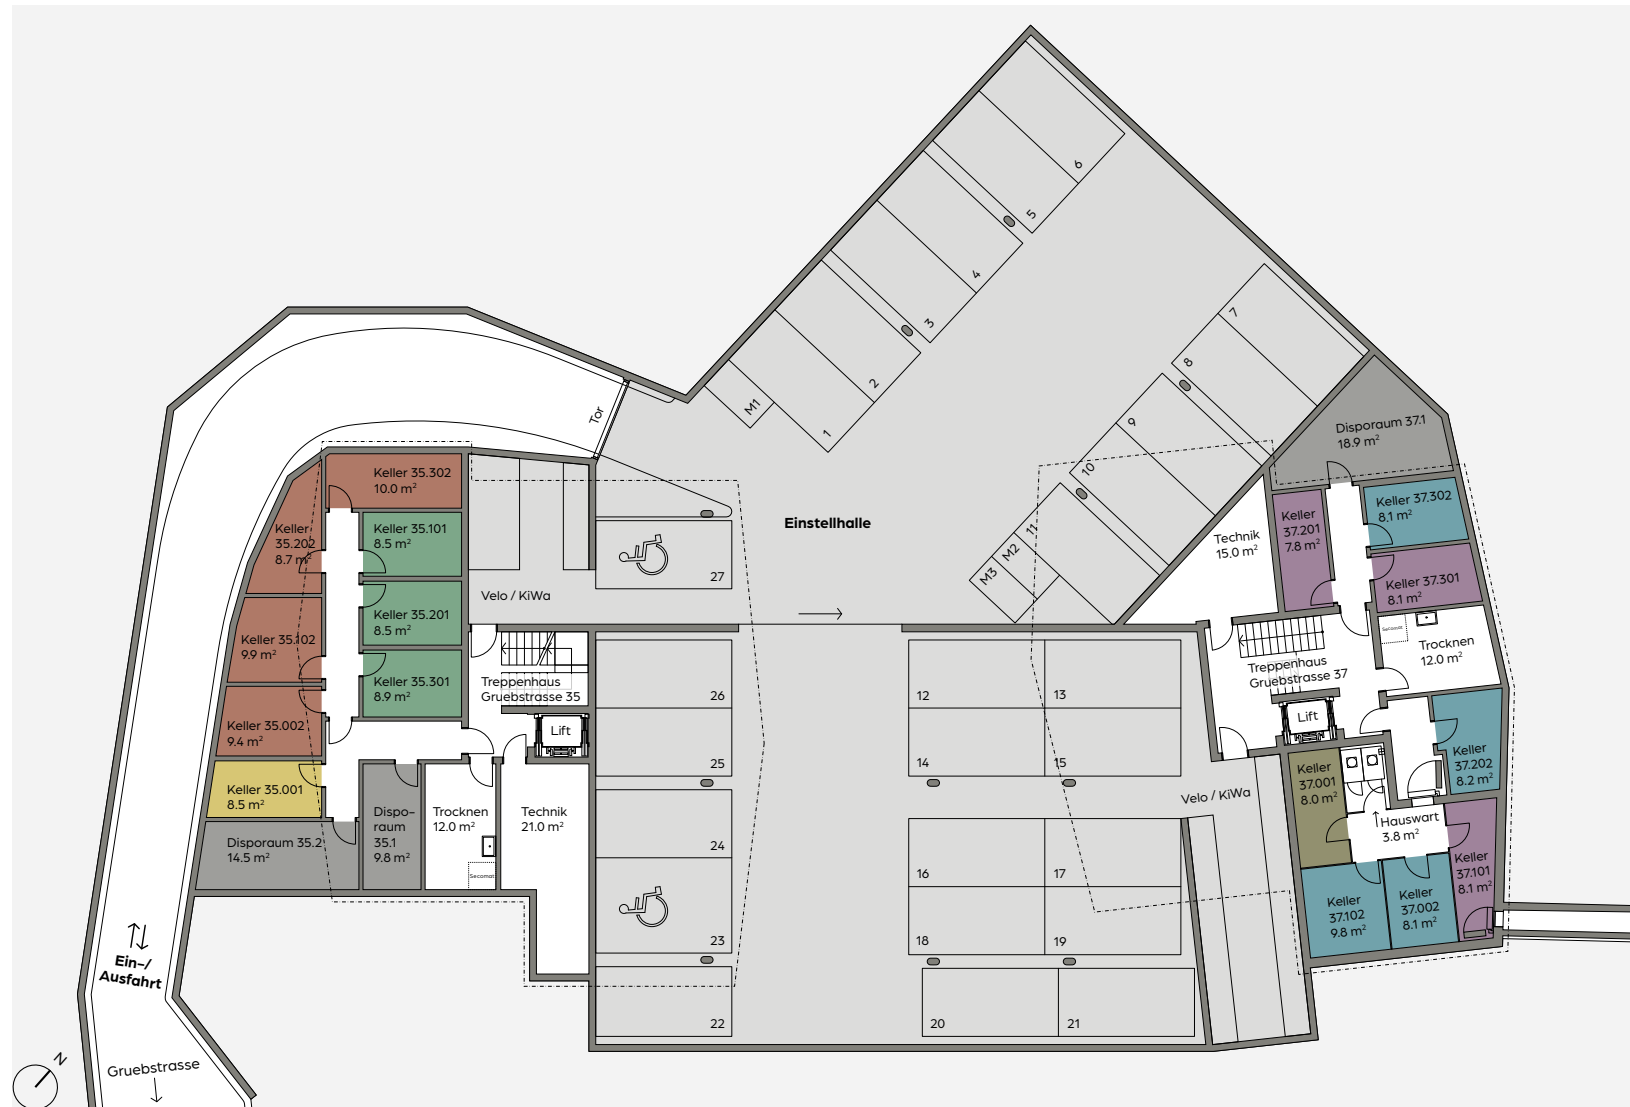 6
5
4
3
2
1
M1
7
8
9
10
11
M2
M3
Tor
Disporaum 37.1
18.9 m²
Keller 35.302
10.0 m²
Keller
35.202
8.7 m²
Keller 35.101
8.5 m²
Keller 35.201
8.5 m²
Keller 35.102
9.9 m²
Keller 35.301
8.9 m²
Keller 35.002
9.4 m²
Keller 35.001
8.5 m²
Disporaum 35.2
14.5 m²
Dispo-
raum
35.1
9.8 m²
Trocknen
12.0 m²
Secomat
Technik
21.0 m²
Velo / KiWa
Treppenhaus
Gruebstrasse 35
Lift
Einstellhalle
27
26
25
24
23
22
12
13
14
15
16
17
18
19
20
21
Velo / KiWa
Technik
15.0 m²
Keller
37.201
7.8 m²
Keller 37.302
8.1 m²
Keller 37.301
8.1 m²
Secomat
Trocknen
12.0 m²
Treppenhaus
Gruebstrasse 37
Lift
Keller
37.202
8.2 m²
Keller
37.001
8.0 m²
Hauswart
3.8 m²
Keller
37.101
8.1 m²
Keller
37.102
9.8 m²
Keller
37.002
8.1 m²
Ein-/
Ausfahrt
N
Gruebstrasse